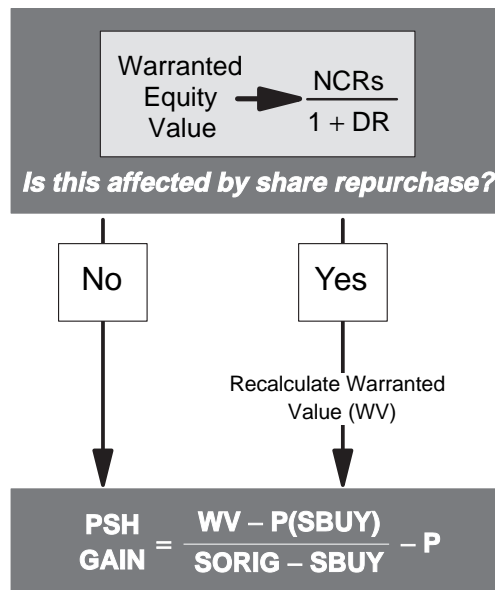 Warranted
Equity
Value
NCRs
1 + DR
Is this affected by share repurchase?
No
Yes
Recalculate Warranted
Value (WV)
PSH
GAIN
=
WV – P(SBUY)
SORIG – SBUY
– P